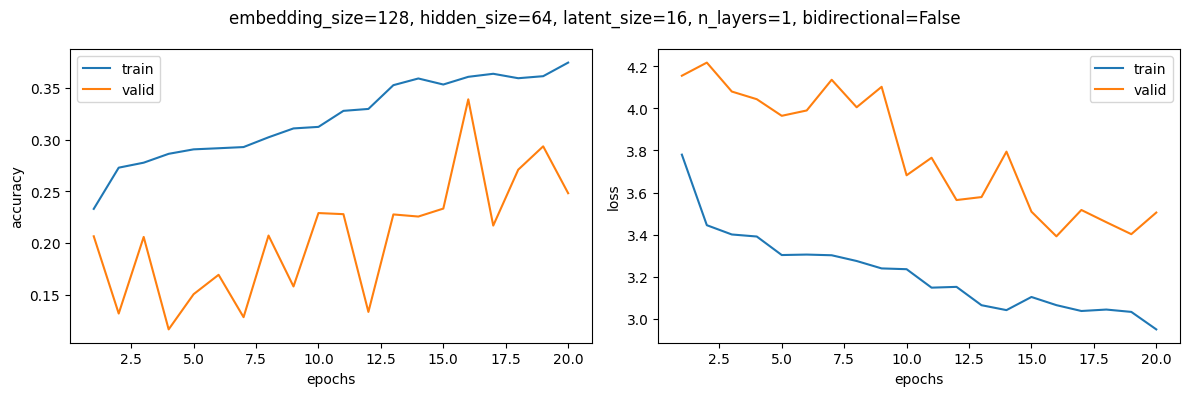 embedding_size=128, hidden_size=64, latent_size=16, n_layers=1, bidirectional=False
train
valid
0.35
0.30
0.25
0.20
0.15
accuracy
2.5 5.0 7.5 10.0 12.5 15.0 17.5 20.0
epochs
train
valid
4.2
4.0
3.8
3.6
3.4
3.2
3.0
loss
2.5 5.0 7.5 10.0 12.5 15.0 17.5 20.0
epochs